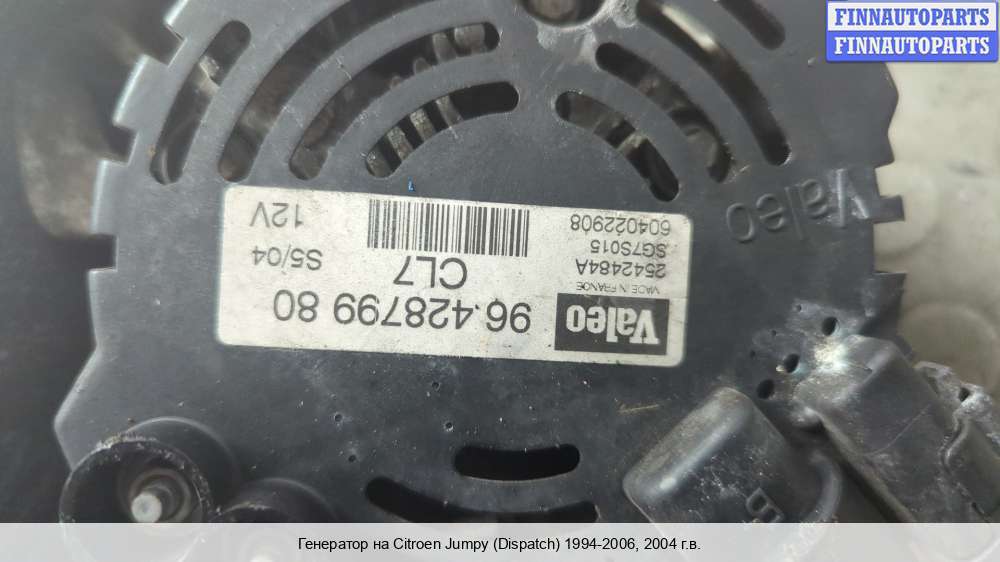 FINNAUTOPARTS
FINNAUTOPARTS
Valeo
Valeo
MADE IN FRANCE
2542484A
SG7S015
604022908
96.428799 80
CL7
S5/04
12V
B
Генератор на Citroen Jumpy (Dispatch) 1994-2006, 2004 г.в.